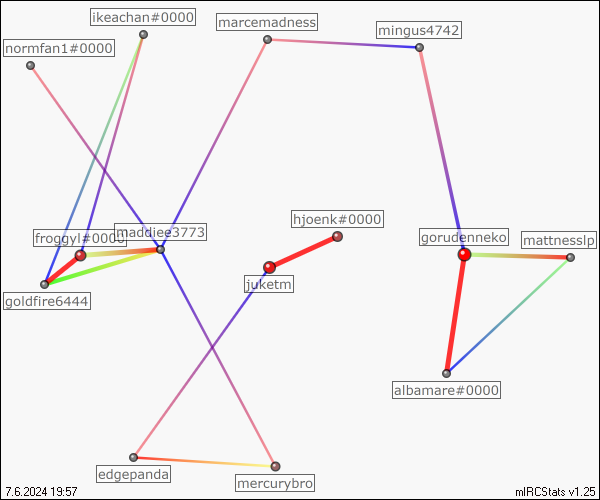 ikeachan#0000
marcemadness
mingus4742
normfan1#0000
hjoenk#0000
maddiee3773
froggyl#0000
gorudenneko
mattnesslp
juketm
goldfire6444
albamare#0000
edgepanda
mercurybro
7.6.2024 19:57
mIRCStats v1.25